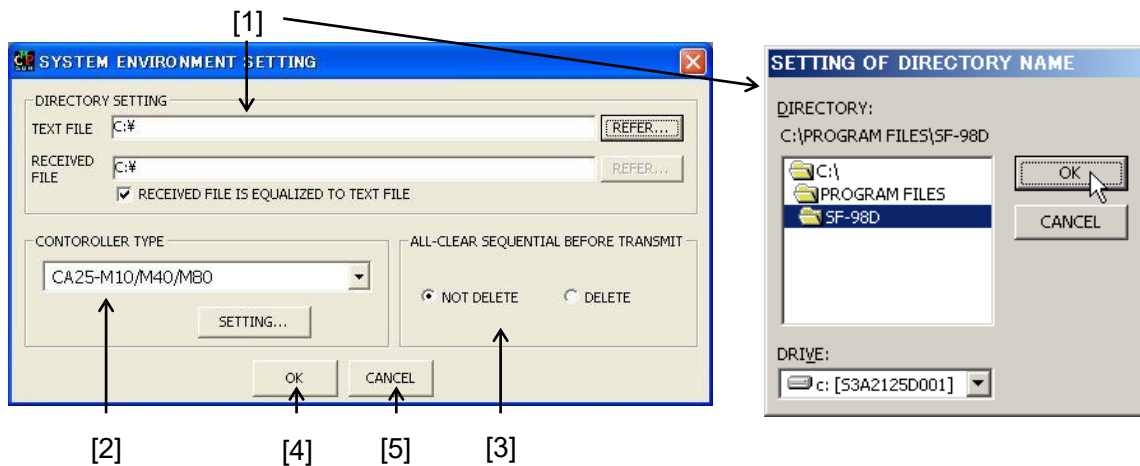 [1]
SYSTEM ENVIRONMENT SETTING
DIRECTORY SETTING
TEXT FILE C:¥ REFER...
RECEIVED FILE C:¥ REFER...
RECEIVED FILE IS EQUALIZED TO TEXT FILE
CONTOROLLER TYPE
CA25-M10/M40/M80
SETTING...
ALL-CLEAR SEQUENTIAL BEFORE TRANSMIT
NOT DELETE DELETE
OK CANCEL
[2] [4] [5] [3]
SETTING OF DIRECTORY NAME
DIRECTORY:
C:\PROGRAM FILES\SF-98D
C:\
PROGRAM FILES
SF-98D
OK
CANCEL
DRIVE:
c: [S3A2125D001]